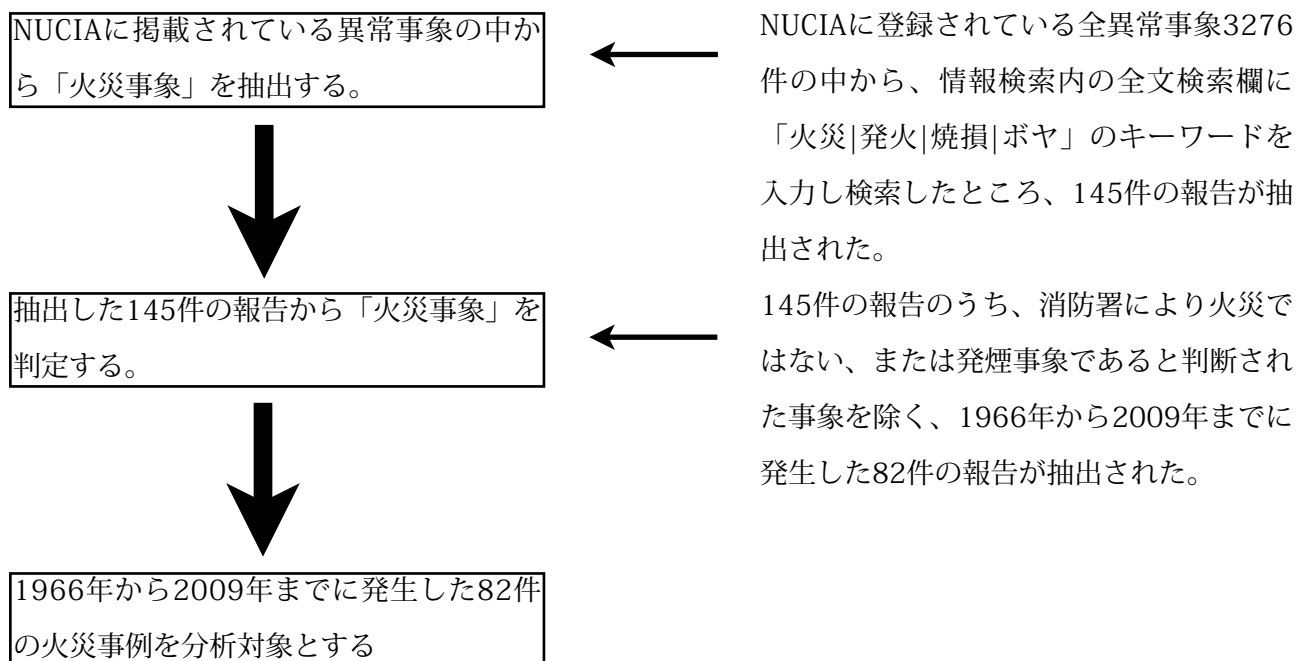 NUCIAに掲載されている異常事象の中か
ら「火災事象」を抽出する。
NUCIAに登録されている全異常事象3276
件の中から、情報検索内の全文検索欄に
「火災|発火|焼損|ボヤ」のキーワードを
入力し検索したところ、145件の報告が抽
出された。
抽出した145件の報告から「火災事象」を
判定する。
145件の報告のうち、消防署により火災で
はない、または発煙事象であると判断され
た事象を除く、1966年から2009年までに
発生した82件の報告が抽出された。
1966年から2009年までに発生した82件
の火災事例を分析対象とする